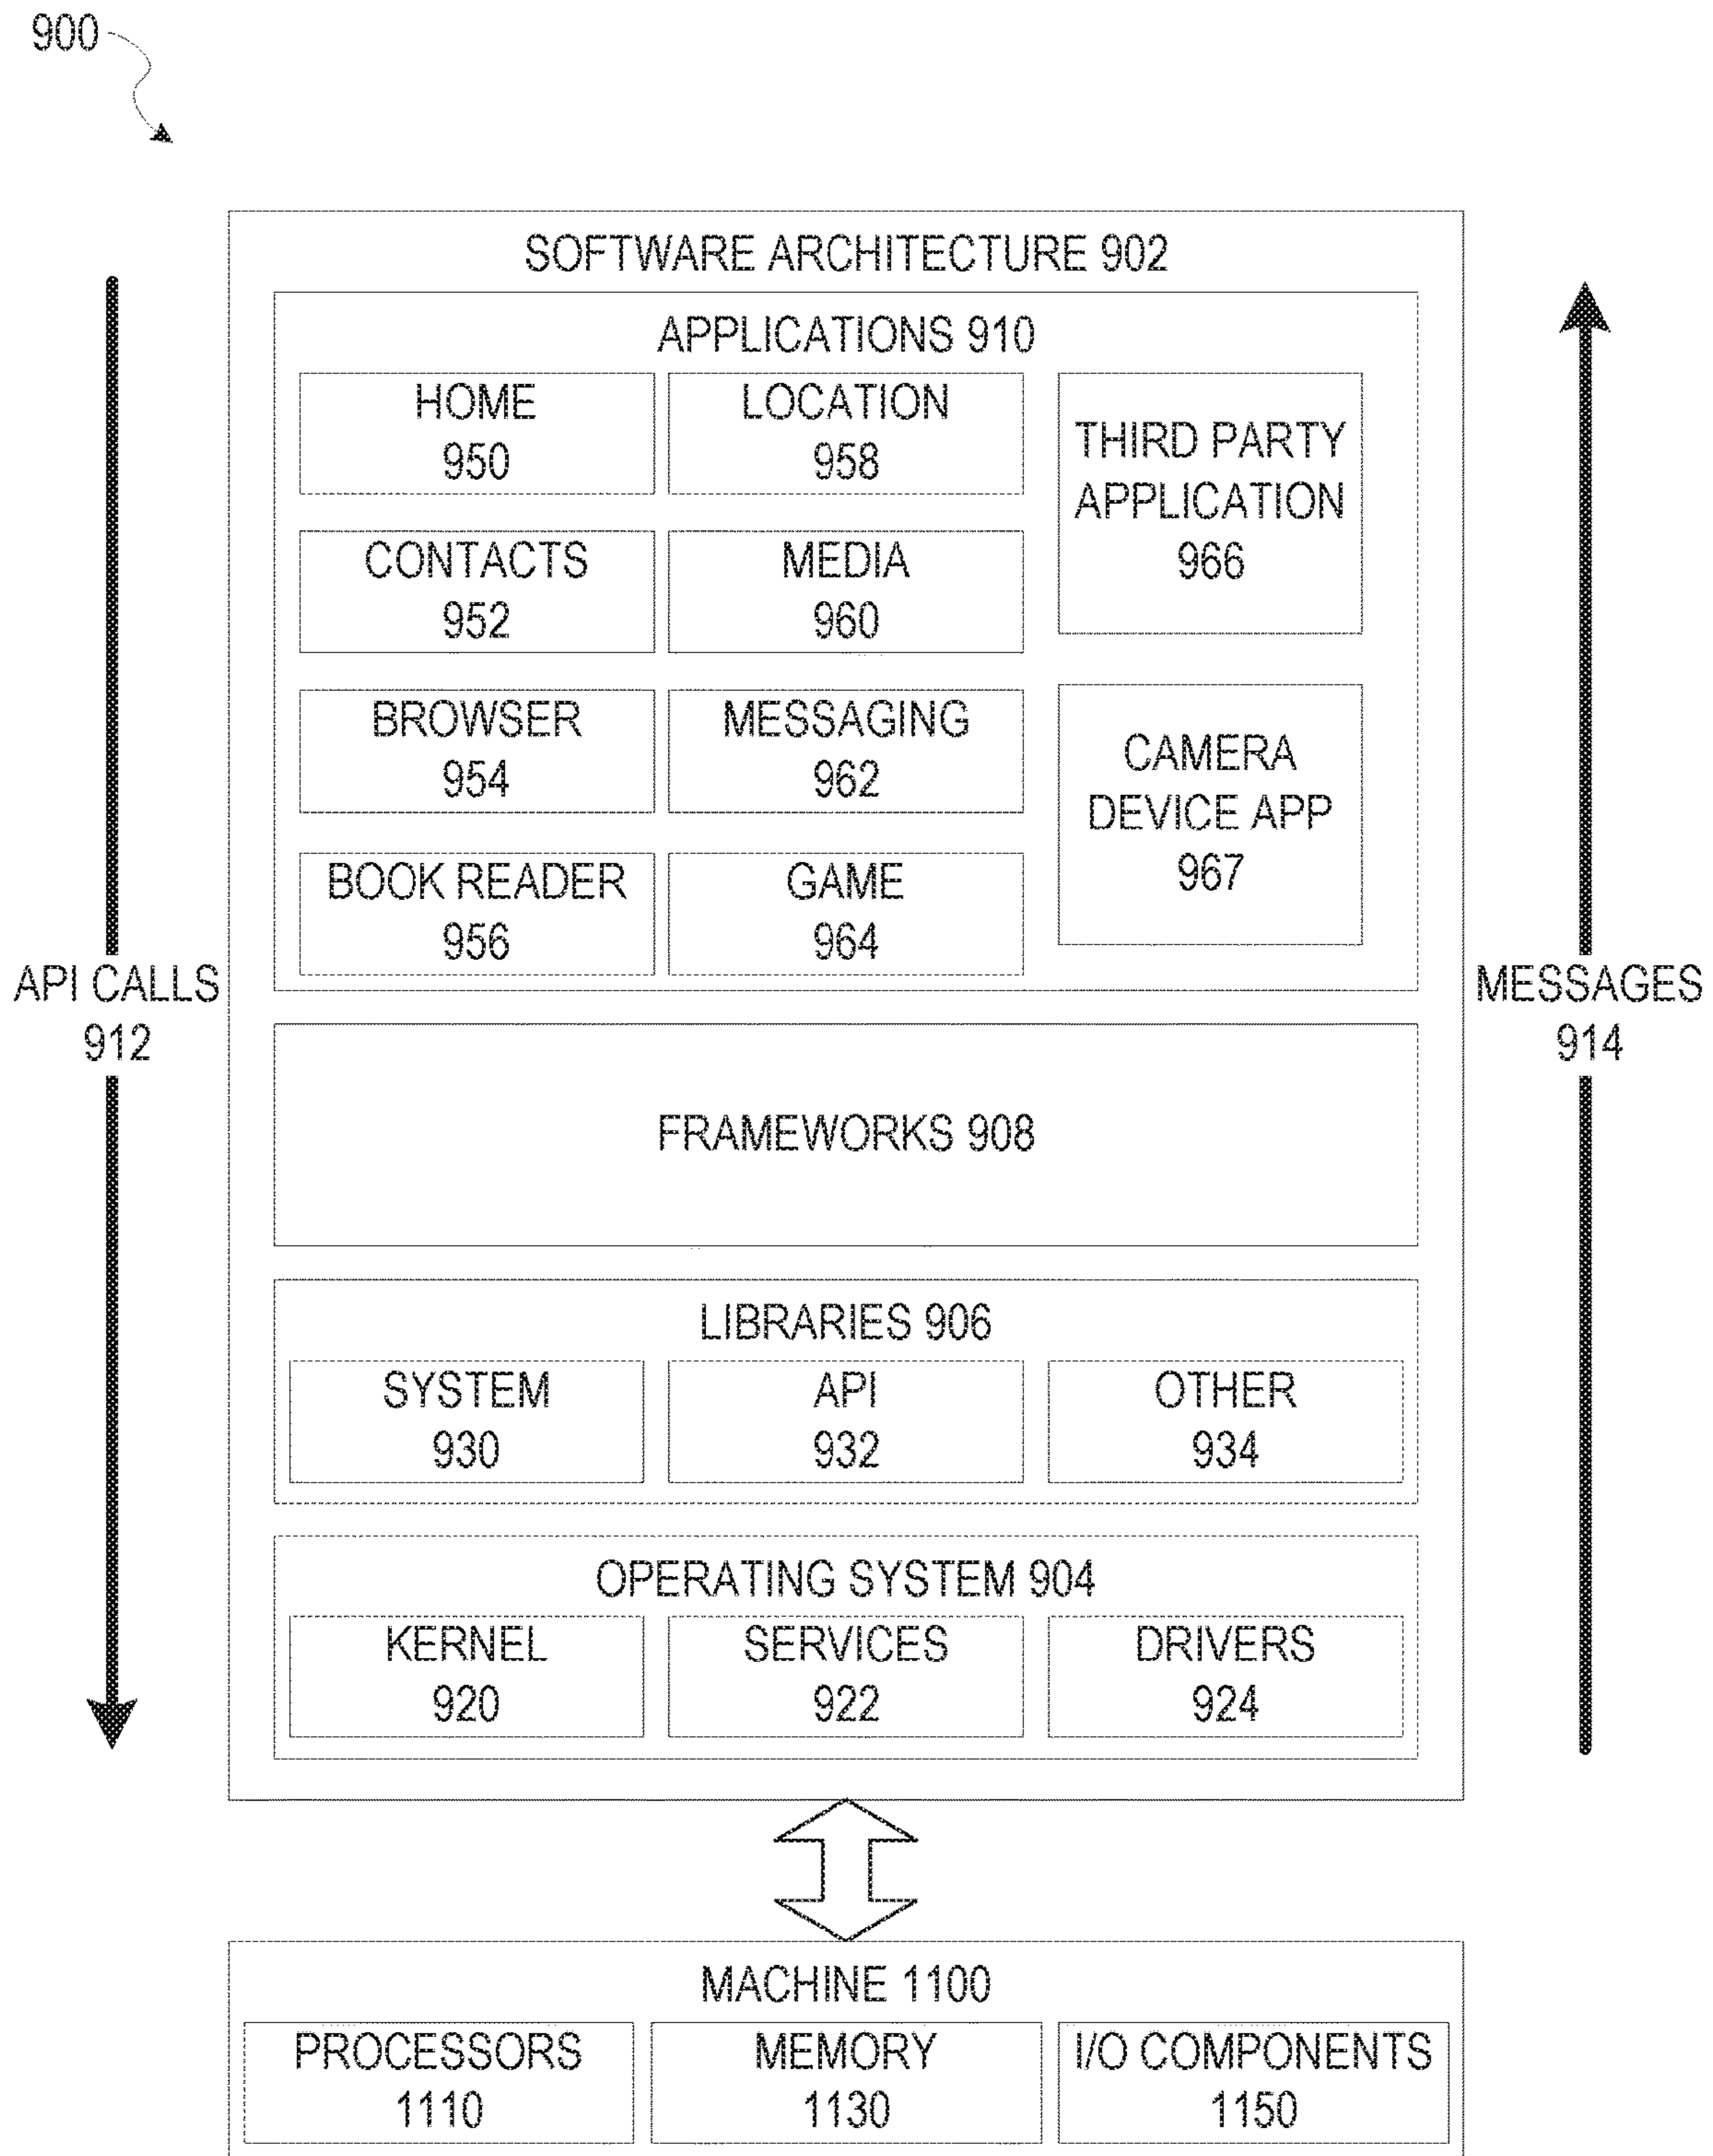 900
SOFTWARE ARCHITECTURE 902
APPLICATIONS 910
HOME
950
LOCATION
958
THIRD PARTY
APPLICATION
966
CONTACTS
952
MEDIA
960
BROWSER
954
MESSAGING
962
CAMERA
DEVICE APP
967
BOOK READER
956
GAME
964
API CALLS
912
MESSAGES
914
FRAMEWORKS 908
LIBRARIES 906
SYSTEM
930
API
932
OTHER
934
OPERATING SYSTEM 904
KERNEL
920
SERVICES
922
DRIVERS
924
MACHINE 1100
PROCESSORS
1110
MEMORY
1130
I/O COMPONENTS
1150